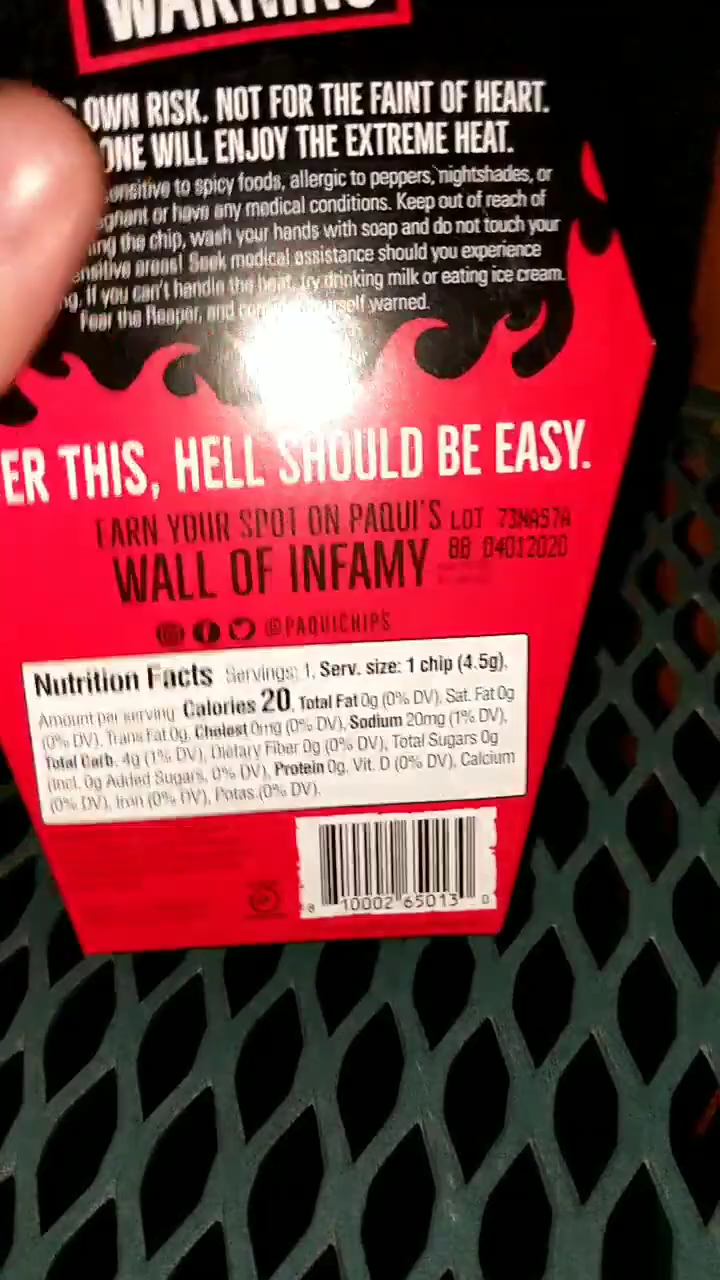 WARNING
OWN RISK. NOT FOR THE FAINT OF HEART.
ONE WILL ENJOY THE EXTREME HEAT.
ensitive to spicy foods, allergic to peppers, nightshades, or
gnant or have any medical conditions. Keep out of reach of
ing the chip, wash your hands with soap and do not touch your
ensitive areas! Seek medical assistance should you experience
ng. If you can't handle the heat, try drinking milk or eating ice cream.
Fear the Reaper, and yourself warned.
ER THIS, HELL SHOULD BE EASY.
EARN YOUR SPOT ON PAQUI'S LOT 73NAS7A
WALL OF INFAMY BB 04012020
@PAQUICHIPS
Nutrition Facts Servings: 1, Serv. size: 1 chip (4.5g),
Amount per serving Calories 20, Total Fat 0g (0% DV), Sat. Fat 0g
(0% DV), Trans Fat 0g, Cholest 0mg (0% DV), Sodium 20mg (1% DV),
Total Carb. 4g (1% DV), Dietary Fiber 0g (0% DV), Total Sugars 0g
(Incl. 0g Added Sugars, 0% DV), Protein 0g, Vit. D (0% DV), Calcium
(0% DV), Iron (0% DV), Potas.(0% DV).
8 10002 65013 0